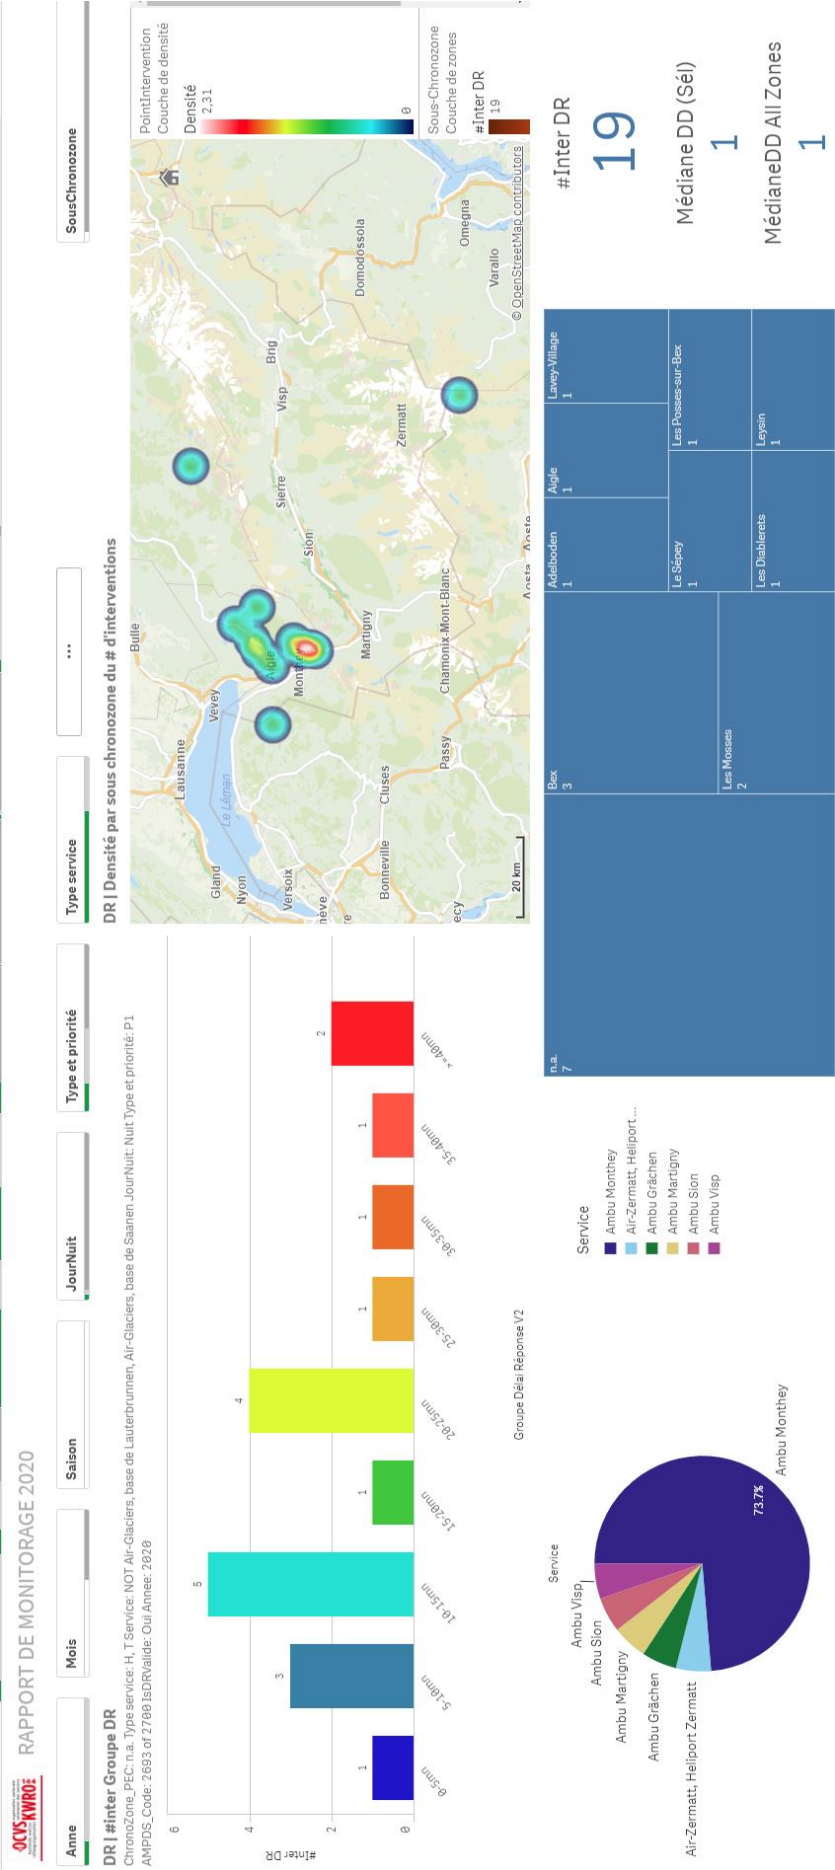 OCVS
KWRO
RAPPORT DE MONITORAGE 2020
Anne
Mois
Saison
JourNuit
Type et priorité
Type service
...
SousChronozone
DR | #inter Groupe DR
ChronoZone_PEC: n.a. Type service: H, T Service: NOT Air-Glaciers, base de Lauterbrunnen, Air-Glaciers, base de Saanen JourNuit: Nuit Type et priorité: P1
AMPDS_Code: 2693 of 2700 IsDRValide: Oui Annee: 2020
#Inter DR
6
4
2
0
1
3
5
1
4
1
1
1
2
0-5mn
5-10mn
10-15mn
15-20mn
20-25mn
25-30mn
30-35mn
35-40mn
>=40mn
Groupe Délai Réponse V2
DR | Densité par sous chronozone du # d'interventions
Bulle
Lausanne
Vevey
Le Léman
Gland
Nyon
Versoix
nève
re
Aigle
Month
Bonneville
Cluses
Passy
Chamonix-Mont-Blanc
Martigny
Sion
Sierre
Visp
Brig
Zermatt
Domodossola
Omegna
Varallo
ecy
Aosta
Aoste
20 km
© OpenStreetMap contributors
PointIntervention
Couche de densité
Densité
2,31
0
Sous-Chronozone
Couche de zones
#Inter DR
19
Service
Ambu Visp
Ambu Sion
Ambu Martigny
Ambu Grächen
Air-Zermatt, Heliport Zermatt
73.7%
Ambu Monthey
Service
Ambu Monthey
Air-Zermatt, Heliport ...
Ambu Grächen
Ambu Martigny
Ambu Sion
Ambu Visp
n.a.
7
Bex
3
Les Mosses
2
Adelboden
1
Aigle
1
Lavey-Village
1
Le Sépey
1
Les Posses-sur-Bex
1
Les Diablerets
1
Leysin
1
#Inter DR
19
Médiane DD (Sél)
1
MédianeDD All Zones
1